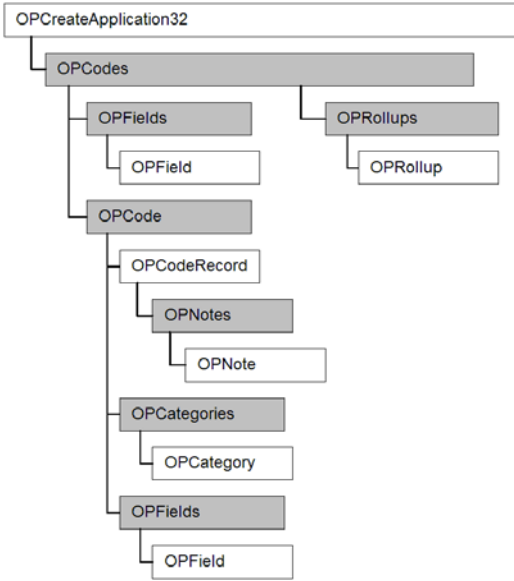 OPCreateApplication32
OPCodes
OPFields
OPRollups
OPField
OPRollup
OPCode
OPCodeRecord
OPNotes
OPNote
OPCategories
OPCategory
OPFields
OPField